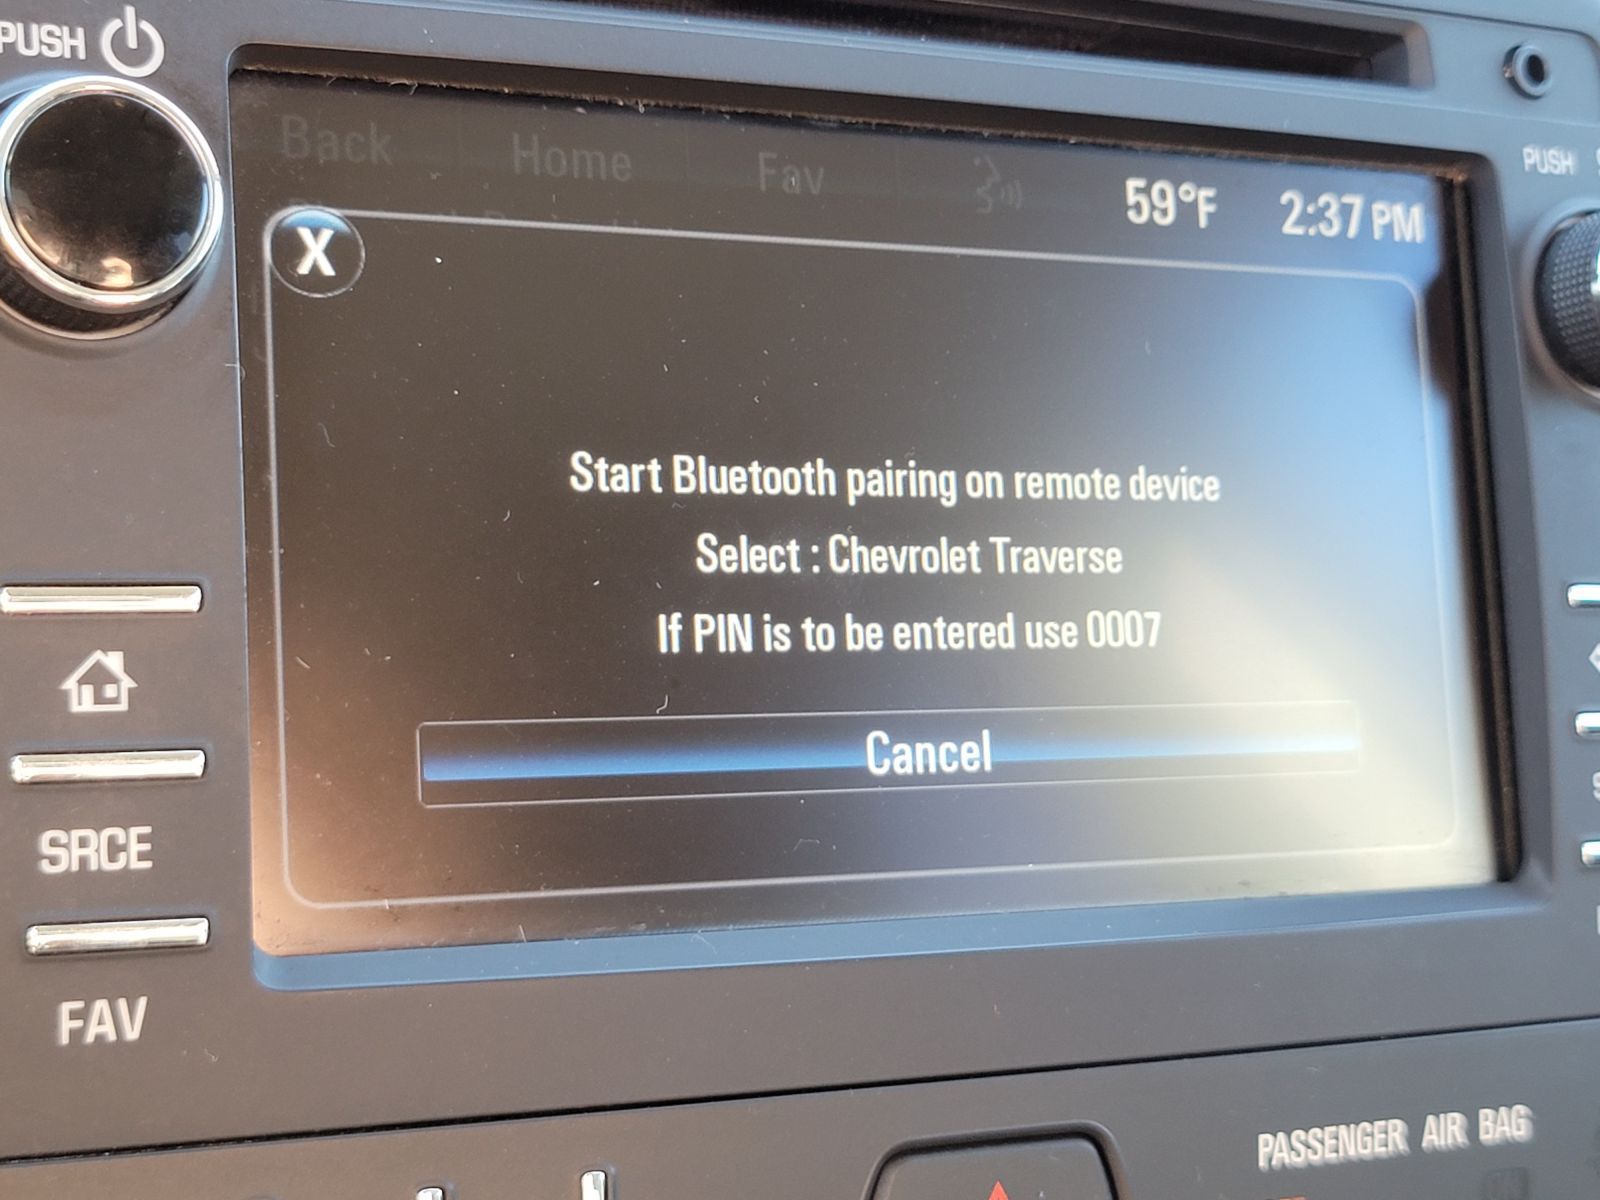 PUSH
Back Home Fav 59°F 2:37 PM
PUSH
X
Start Bluetooth pairing on remote device
Select : Chevrolet Traverse
If PIN is to be entered use 0007
Cancel
SRCE
FAV
PASSENGER AIR BAG